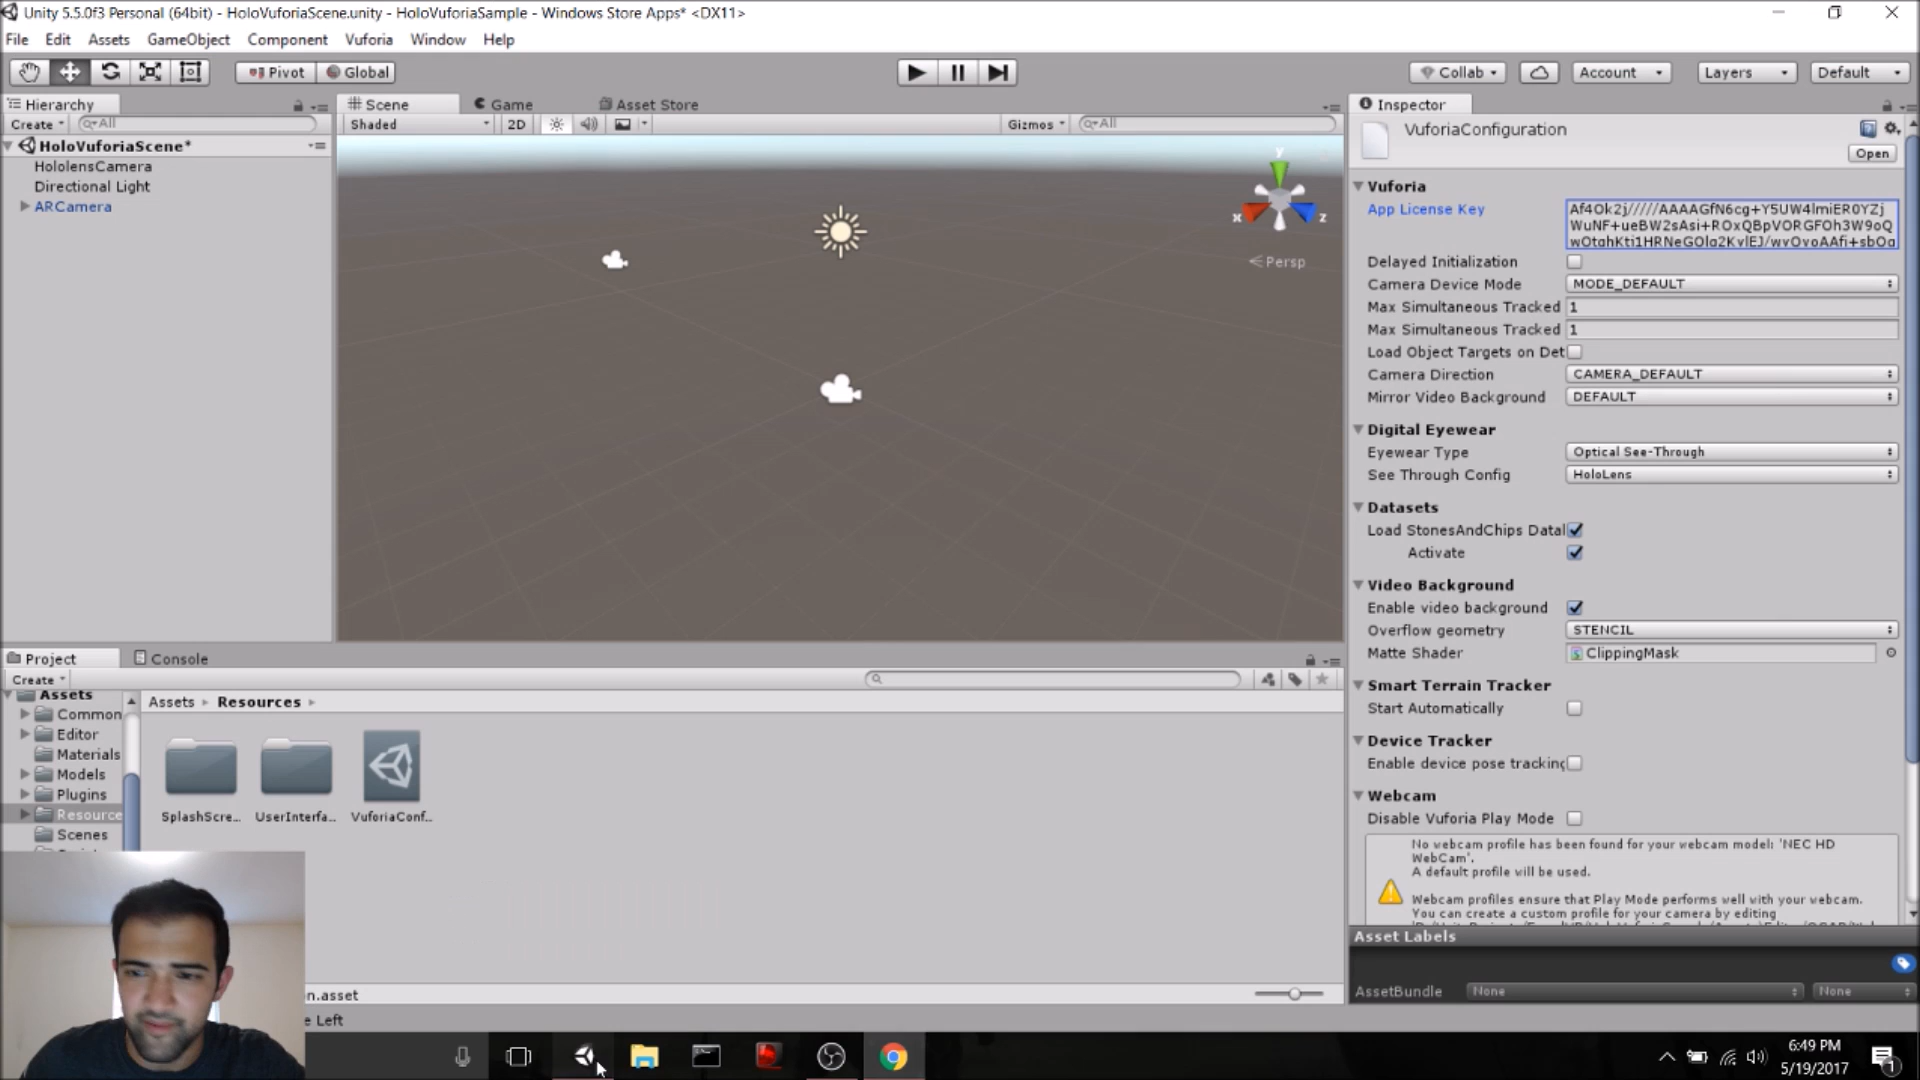 Unity 5.5.0f3 Personal (64bit) - HoloVuforiaScene.unity - HoloVuforiaSample - Windows Store Apps* <DX11>
File Edit Assets GameObject Component Vuforia Window Help
Pivot Global Collab Account Layers Default
Hierarchy
Create All
HoloVuforiaScene*
HololensCamera
Directional Light
ARCamera
Scene Game Asset Store
Shaded 2D Gizmos All
y
x z
Persp
Inspector
VuforiaConfiguration
Open
Vuforia
App License Key Af4Ok2j/////AAAAGfN6cg+Y5UW4lmiER0YZj
WuNF+ueBW2sAsi+ROxQBpVORGFOh3W9oQ
Delayed Initialization
Camera Device Mode MODE_DEFAULT
Max Simultaneous Tracked 1
Max Simultaneous Tracked 1
Load Object Targets on Det
Camera Direction CAMERA_DEFAULT
Mirror Video Background DEFAULT
Digital Eyewear
Eyewear Type Optical See-Through
See Through Config HoloLens
Datasets
Load StonesAndChips Datal
Activate
Video Background
Enable video background
Overflow geometry STENCIL
Matte Shader ClippingMask
Smart Terrain Tracker
Start Automatically
Device Tracker
Enable device pose tracking
Webcam
Disable Vuforia Play Mode
No webcam profile has been found for your webcam model: 'NEC HD
WebCam'.
A default profile will be used.
Webcam profiles ensure that Play Mode performs well with your webcam.
You can create a custom profile for your camera by editing
Asset Labels
AssetBundle None None
Project Console
Create
Assets
Common
Editor
Materials
Models
Plugins
Resource
Scenes
Assets Resources
SplashScre... UserInterfa... VuforiaConf...
n.asset
e Left
6:49 PM
5/19/2017
1